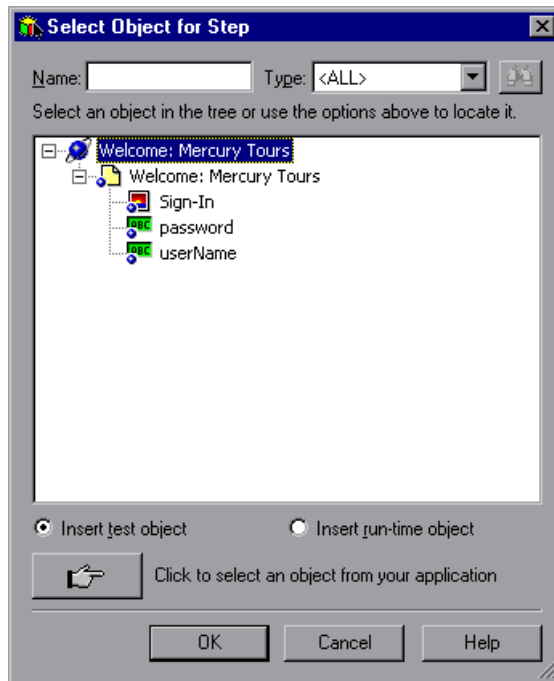 Select Object for Step
Name: Type: <ALL>
Select an object in the tree or use the options above to locate it.
Welcome: Mercury Tours
Welcome: Mercury Tours
Sign-In
ABC password
ABC userName
Insert test object Insert run-time object
Click to select an object from your application
OK Cancel Help